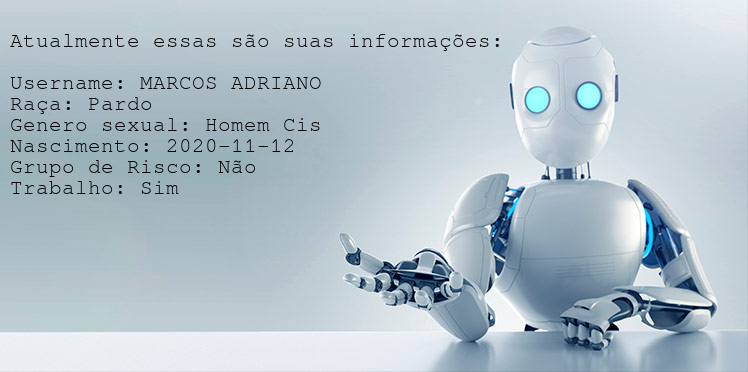 Atualmente essas são suas informações:
Username: MARCOS ADRIANO
Raça: Pardo
Genero sexual: Homem Cis
Nascimento: 2020-11-12
Grupo de Risco: Não
Trabalho: Sim